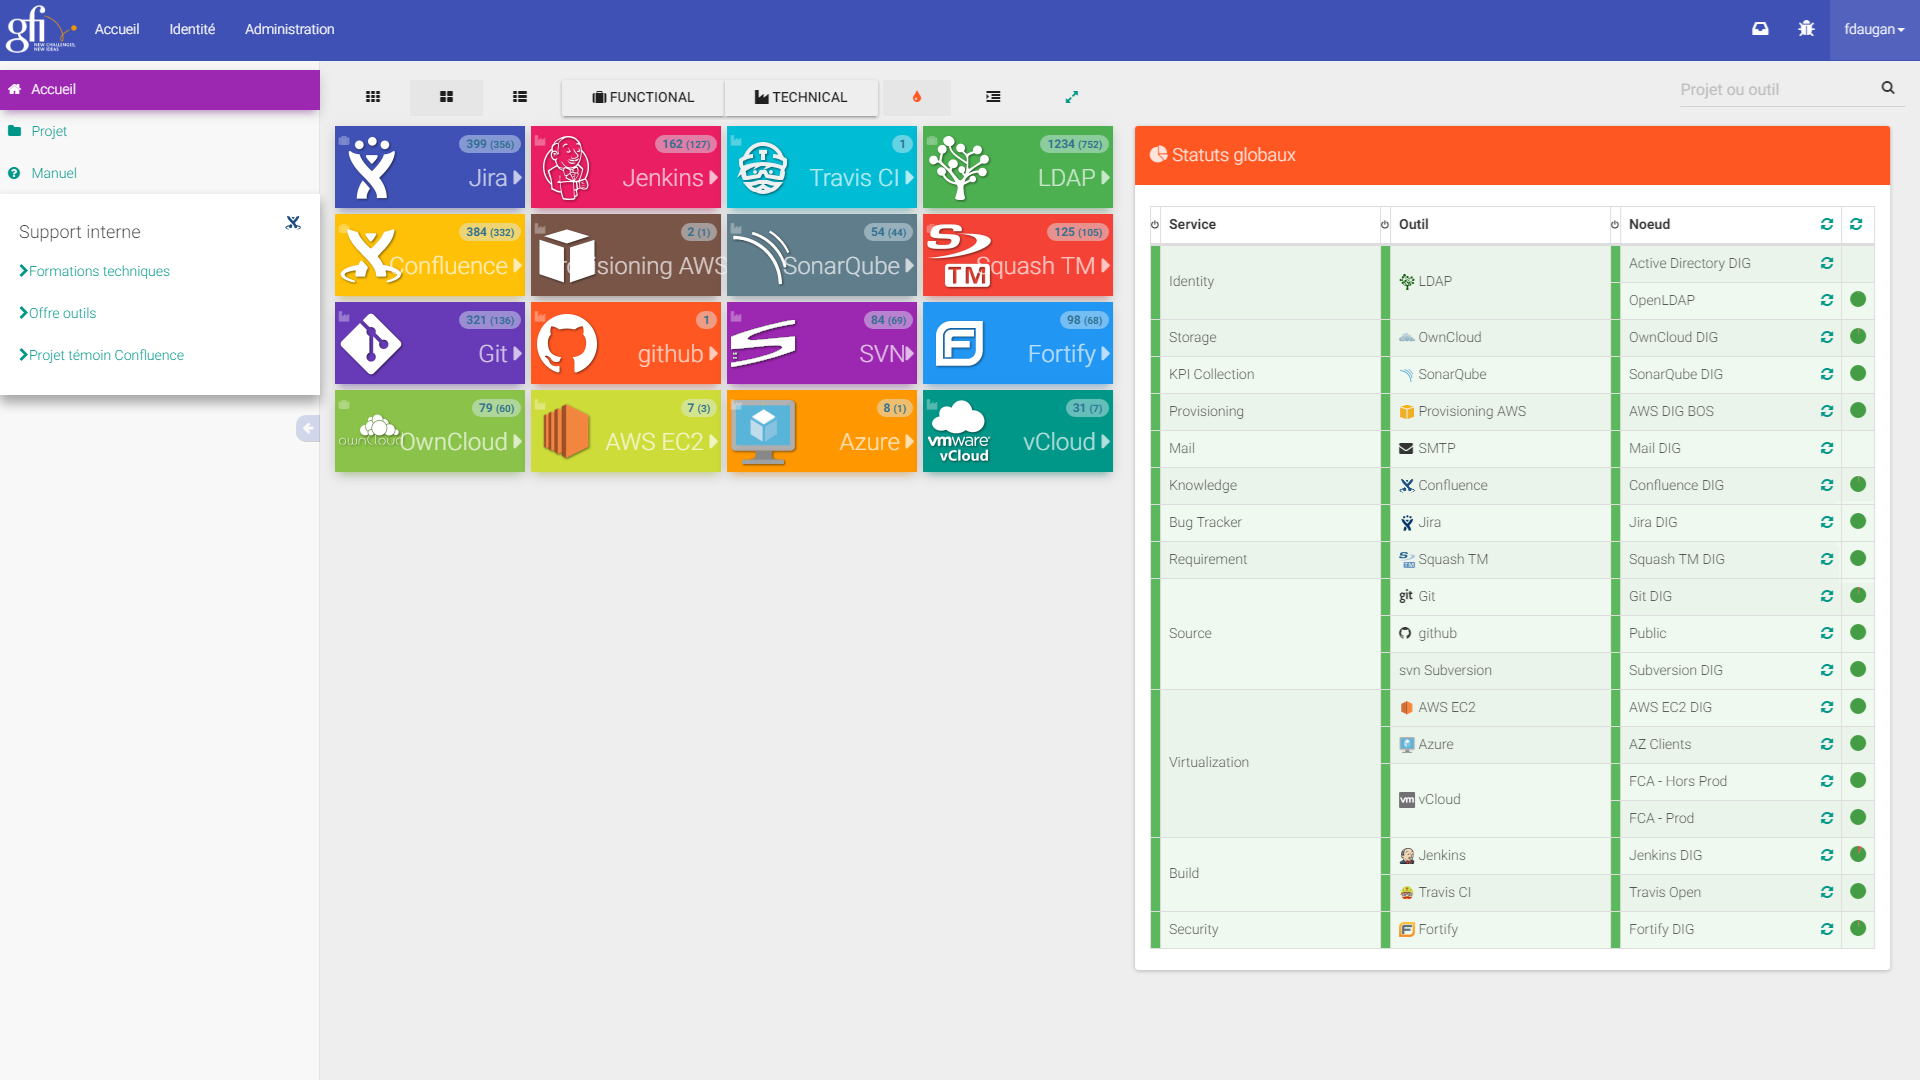 gfi
NEW CHALLENGES,
NEW IDEAS
Accueil Identité Administration fdaugan
Accueil
Projet
Manuel
Support interne
Formations techniques
Offre outils
Projet témoin Confluence
FUNCTIONAL TECHNICAL
Projet ou outil
399 (356)
Jira
162 (127)
Jenkins
1
Travis CI
1234 (752)
LDAP
384 (332)
Confluence
2 (1)
Provisioning AWS
54 (44)
SonarQube
125 (105)
Squash TM
321 (136)
Git
1
github
84 (69)
SVN
98 (68)
Fortify
79 (60)
ownCloud
OwnCloud
7 (3)
AWS EC2
8 (1)
Azure
31 (7)
vmware
vCloud
vCloud
Statuts globaux
Service Outil Noeud
Identity LDAP Active Directory DIG
OpenLDAP
Storage OwnCloud OwnCloud DIG
KPI Collection SonarQube SonarQube DIG
Provisioning Provisioning AWS AWS DIG BOS
Mail SMTP Mail DIG
Knowledge Confluence Confluence DIG
Bug Tracker Jira Jira DIG
Requirement Squash TM Squash TM DIG
Source git Git Git DIG
github Public
svn Subversion Subversion DIG
Virtualization AWS EC2 AWS EC2 DIG
Azure AZ Clients
vm vCloud FCA - Hors Prod
FCA - Prod
Build Jenkins Jenkins DIG
Travis CI Travis Open
Security Fortify Fortify DIG